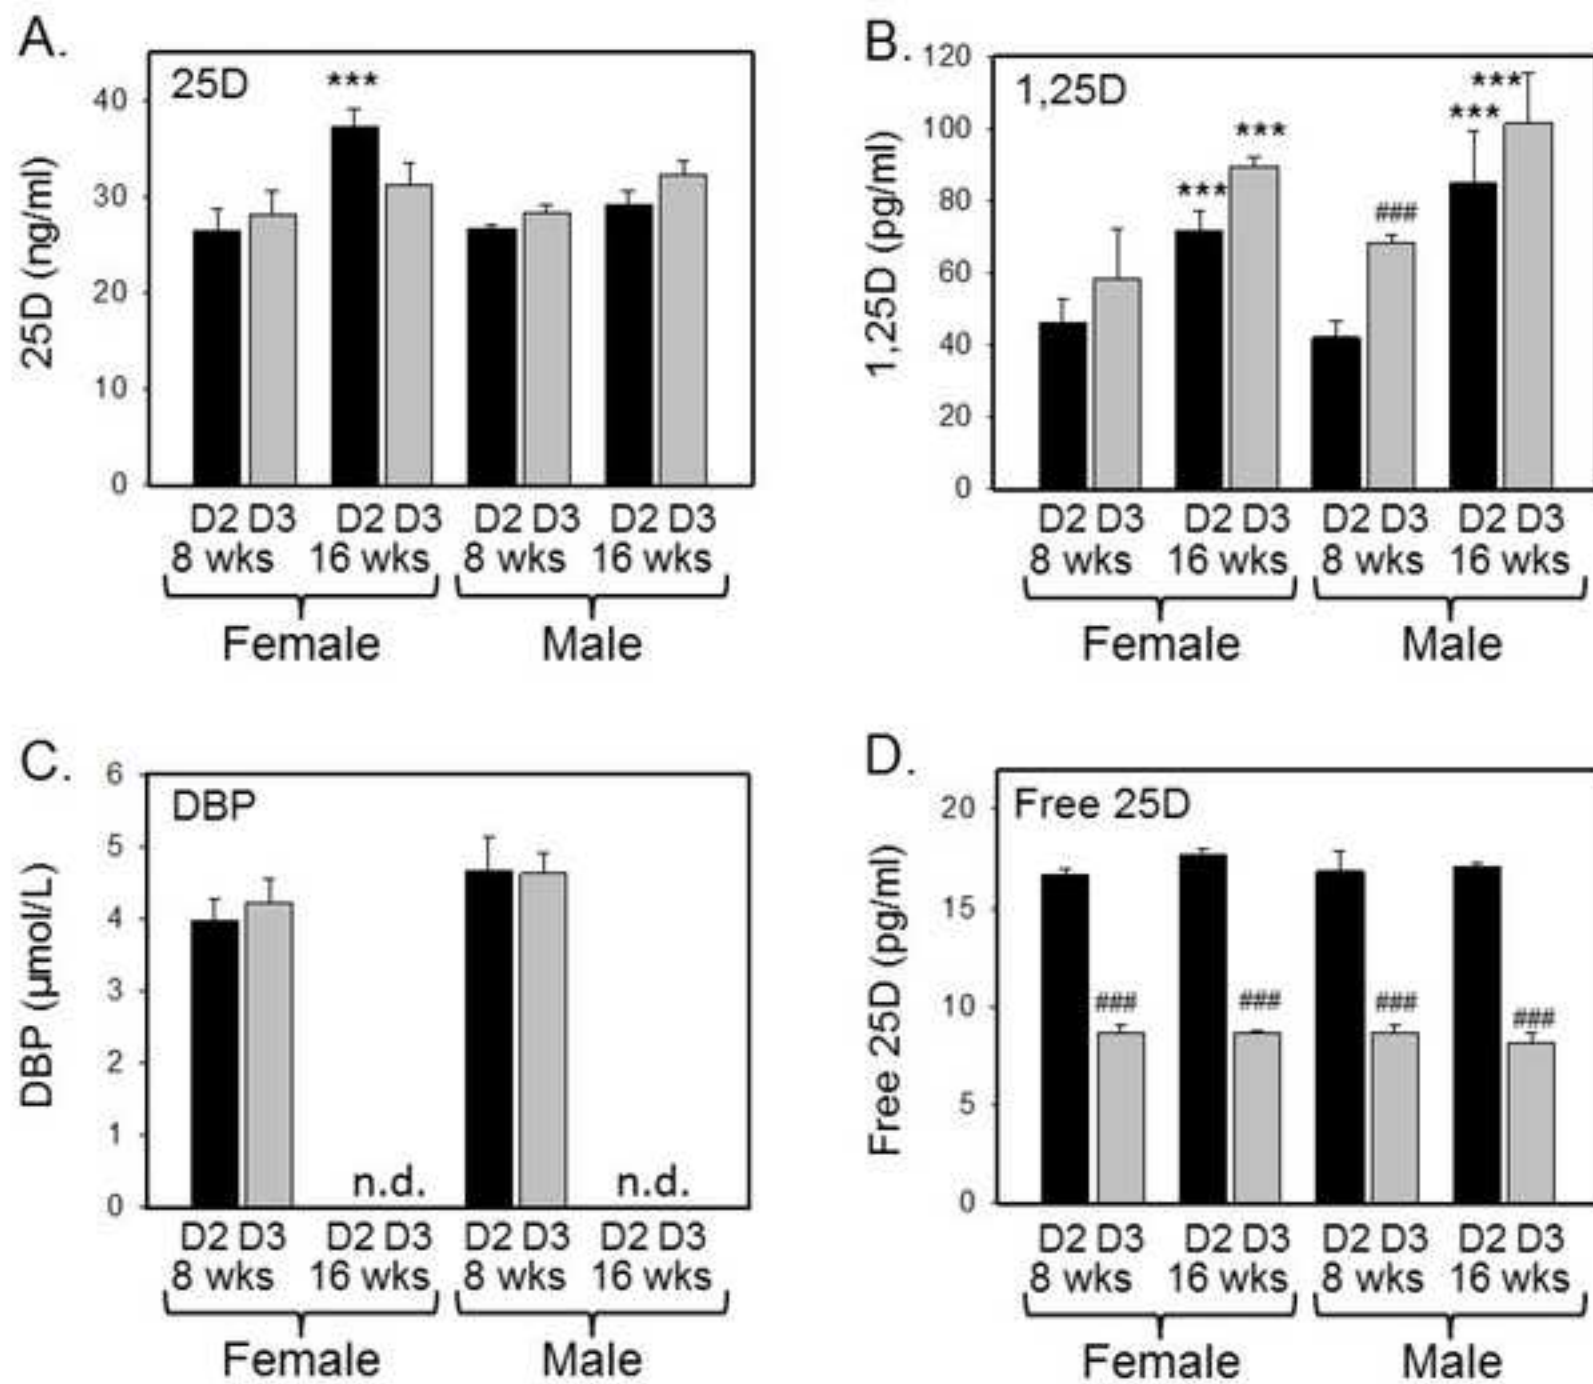 A.
25D
***
25D (ng/ml)
40
30
20
10
0
D2 D3 D2 D3 D2 D3 D2 D3
8 wks 16 wks 8 wks 16 wks
Female Male
B.
120
1,25D
***
***
***
***
###
1,25D (pg/ml)
100
80
60
40
20
0
D2 D3 D2 D3 D2 D3 D2 D3
8 wks 16 wks 8 wks 16 wks
Female Male
C.
6
DBP
DBP (µmol/L)
5
4
3
2
1
0
n.d. n.d.
D2 D3 D2 D3 D2 D3 D2 D3
8 wks 16 wks 8 wks 16 wks
Female Male
D.
20
Free 25D
Free 25D (pg/ml)
15
10
5
0
### ### ### ###
D2 D3 D2 D3 D2 D3 D2 D3
8 wks 16 wks 8 wks 16 wks
Female Male